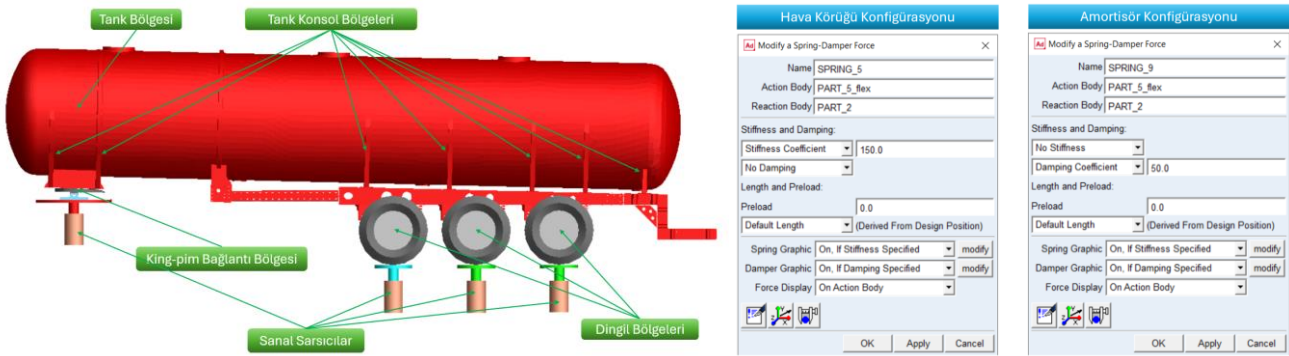 Tank Bölgesi
Tank Konsol Bölgeleri
King-pim Bağlantı Bölgesi
Sanal Sarsıcılar
Dingil Bölgeleri
Hava Körüğü Konfigürasyonu
Ad Modify a Spring-Damper Force
Name SPRING_5
Action Body PART_5_flex
Reaction Body PART_2
Stiffness and Damping:
Stiffness Coefficient 150.0
No Damping
Length and Preload:
Preload 0.0
Default Length (Derived From Design Position)
Spring Graphic On, If Stiffness Specified modify
Damper Graphic On, If Damping Specified modify
Force Display On Action Body
OK Apply Cancel
Amortisör Konfigürasyonu
Ad Modify a Spring-Damper Force
Name SPRING_9
Action Body PART_5_flex
Reaction Body PART_2
Stiffness and Damping:
No Stiffness
Damping Coefficient 50.0
Length and Preload:
Preload 0.0
Default Length (Derived From Design Position)
Spring Graphic On, If Stiffness Specified modify
Damper Graphic On, If Damping Specified modify
Force Display On Action Body
OK Apply Cancel